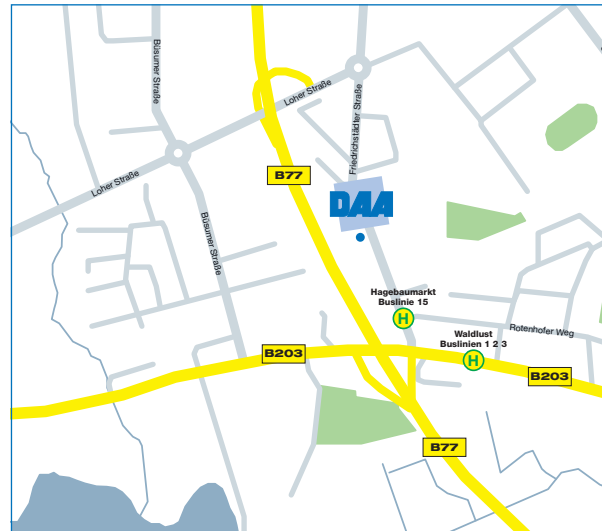 Büsumer Straße
Loher Straße
Friedrichstädter Straße
B77
Loher Straße
DAA
Büsumer Straße
Hagebaumarkt
Buslinie 15
H
Rotenhofer Weg
Waldlust
Buslinien 1 2 3
B203
H
B203
B77